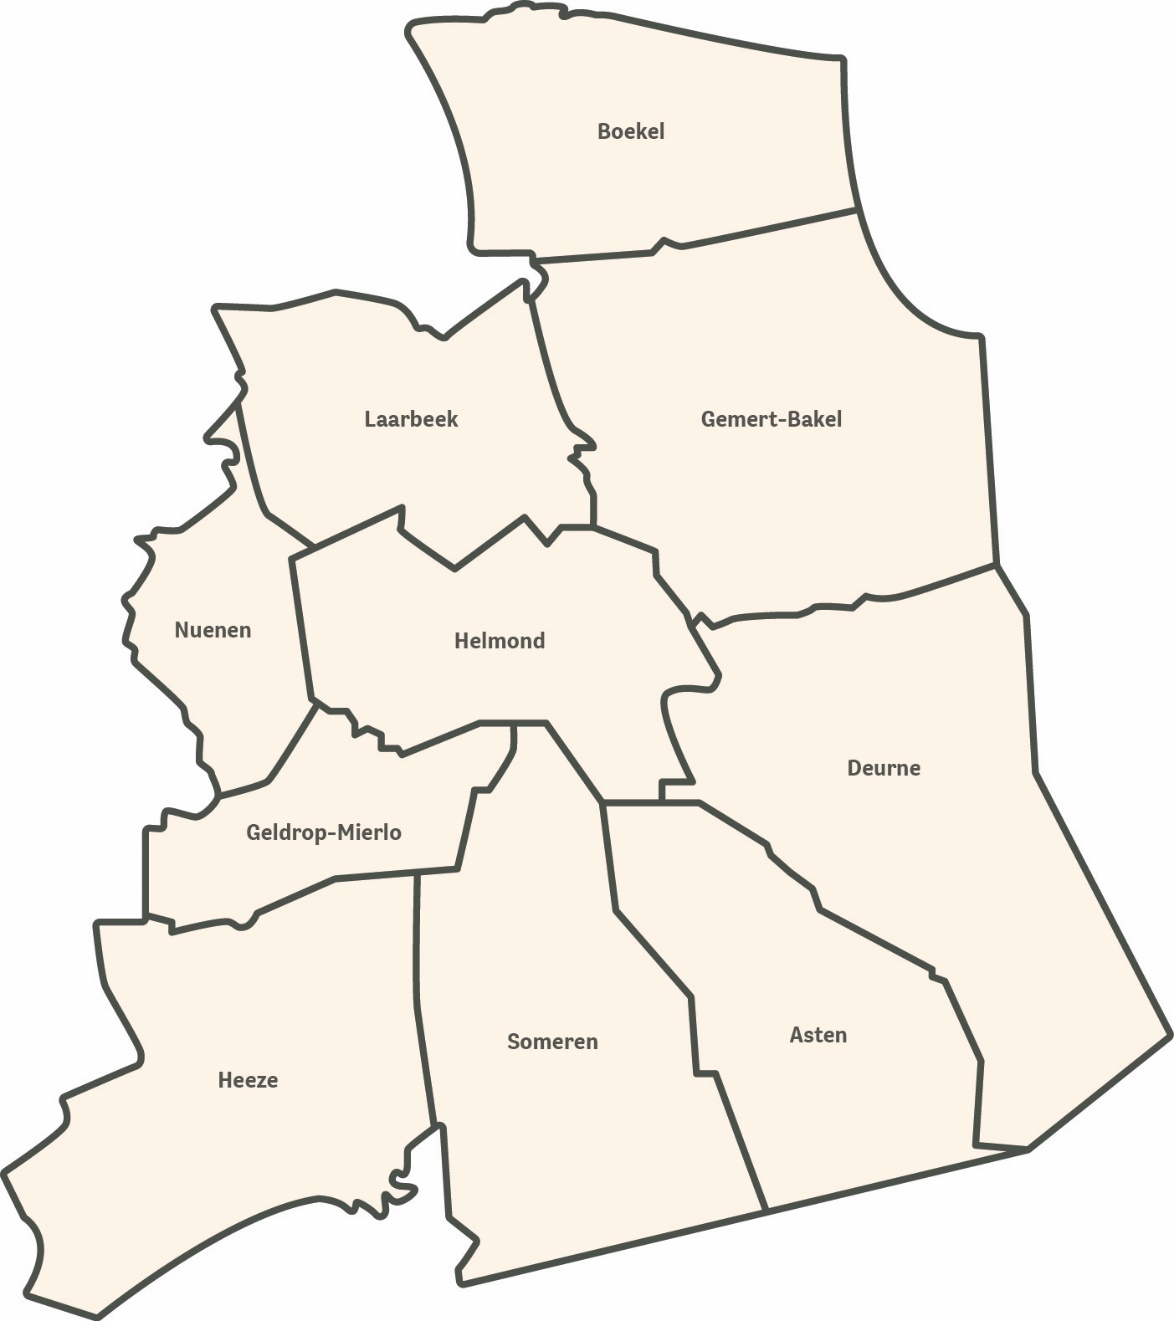 Boekel
Laarbeek
Gemert-Bakel
Nuenen
Helmond
Deurne
Geldrop-Mierlo
Someren
Asten
Heeze